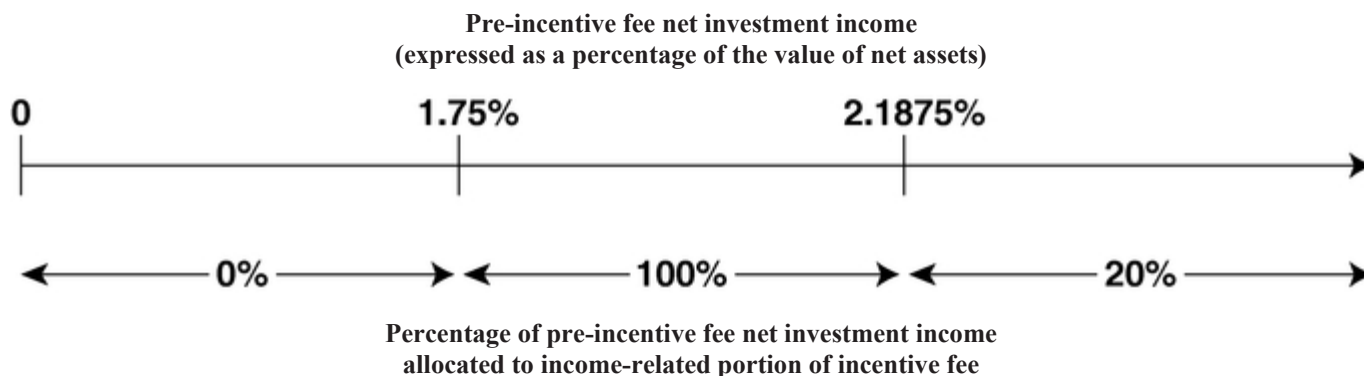 Pre-incentive fee net investment income
(expressed as a percentage of the value of net assets)
0 1.75% 2.1875%
0% 100% 20%
Percentage of pre-incentive fee net investment income
allocated to income-related portion of incentive fee